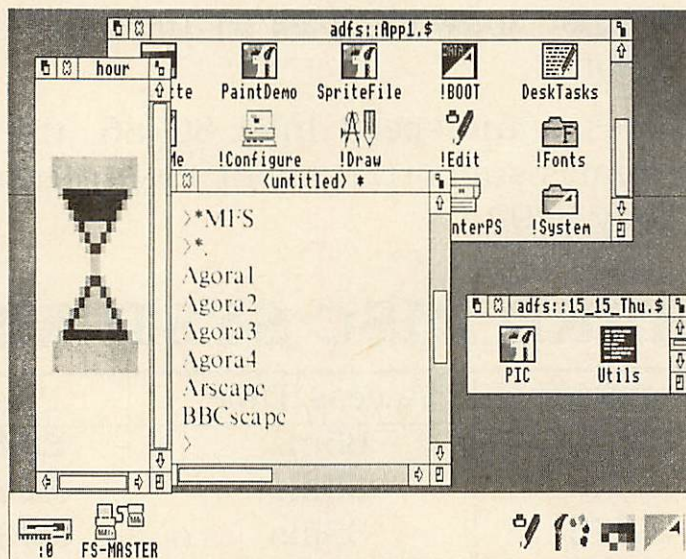 adfs::App1.$
hour
PaintDemo SpriteFile !BOOT DeskTasks
!Configure !Draw !Edit !Fonts
<untitled> *
!System
>*MFS
>*.
Agora1
Agora2
Agora3
Agora4
Arscape
BBCscape
>
adfs::15_15_Thu.$
PIC Utils
:0 FS-MASTER